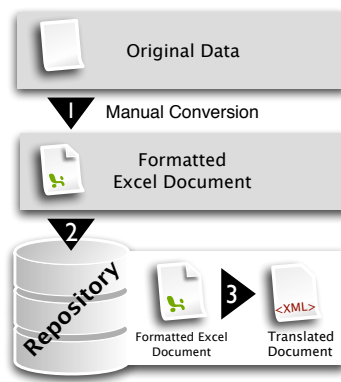 Original Data
1 Manual Conversion
Formatted
Excel Document
2
Repository
3
<XML>
Formatted Excel
Document
Translated
Document